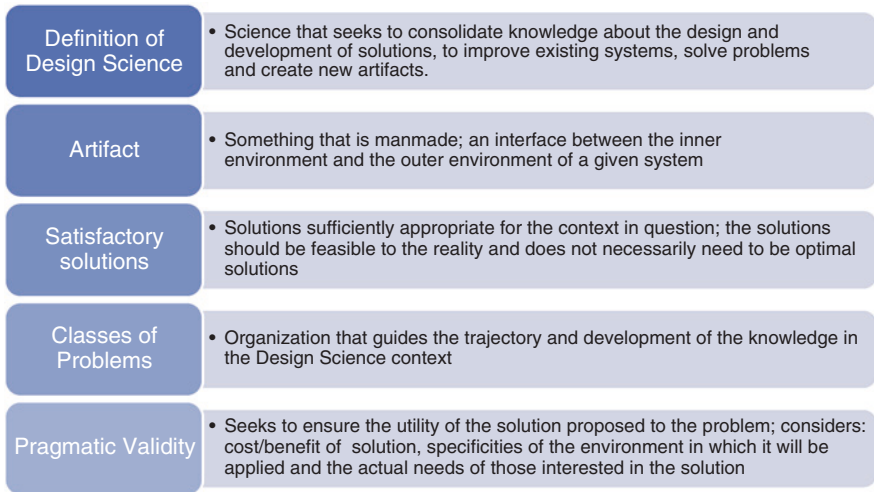 Definition of
Design Science
• Science that seeks to consolidate knowledge about the design and
development of solutions, to improve existing systems, solve problems
and create new artifacts.
Artifact
• Something that is manmade; an interface between the inner
environment and the outer environment of a given system
Satisfactory
solutions
• Solutions sufficiently appropriate for the context in question; the solutions
should be feasible to the reality and does not necessarily need to be optimal
solutions
Classes of
Problems
• Organization that guides the trajectory and development of the knowledge in
the Design Science context
Pragmatic Validity
• Seeks to ensure the utility of the solution proposed to the problem; considers:
cost/benefit of solution, specificities of the environment in which it will be
applied and the actual needs of those interested in the solution